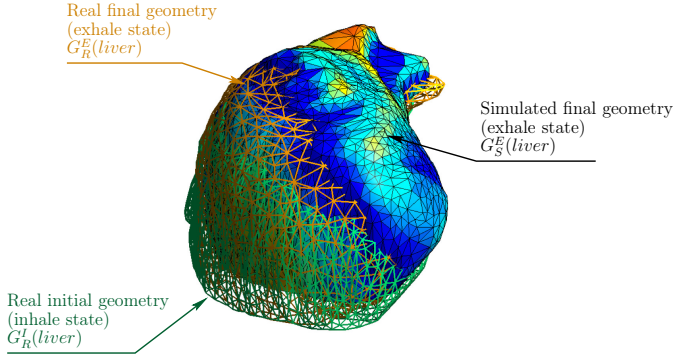 Real final geometry
(exhale state)
$G_R^E(liver)$
Simulated final geometry
(exhale state)
$G_S^E(liver)$
Real initial geometry
(inhale state)
$G_R^I(liver)$